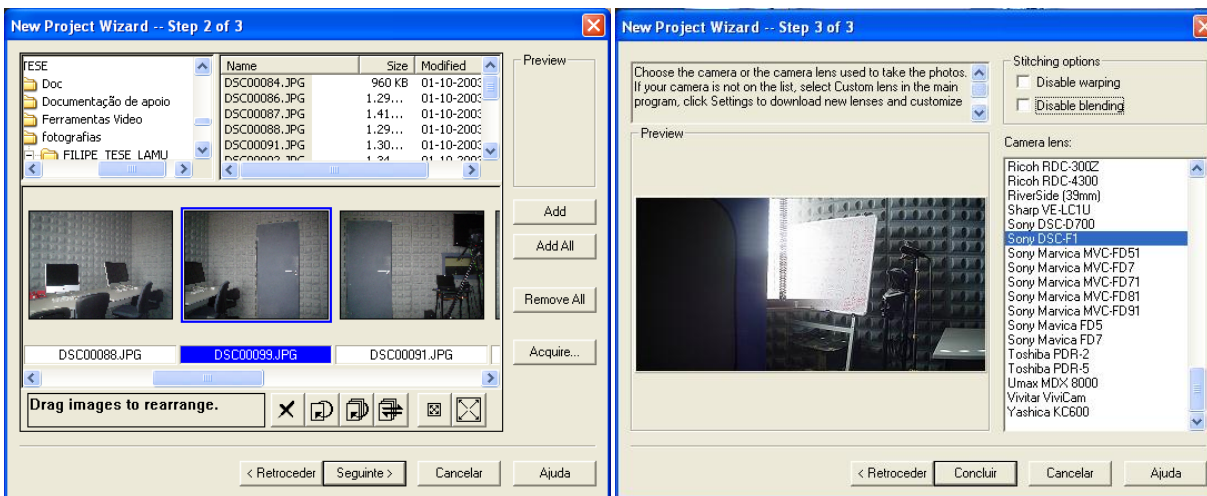 New Project Wizard -- Step 2 of 3
TESE
Doc
Documentação de apoio
Ferramentas Video
fotografias
FILIPE TESE LAMU
Name Size Modified
DSC00084.JPG 960 KB 01-10-2003
DSC00086.JPG 1.29... 01-10-2003
DSC00087.JPG 1.41... 01-10-2003
DSC00088.JPG 1.29... 01-10-2003
DSC00091.JPG 1.30... 01-10-2003
Preview
Add
Add All
Remove All
Acquire...
DSC00088.JPG
DSC00099.JPG
DSC00091.JPG
Drag images to rearrange.
< Retroceder
Seguinte >
Cancelar
Ajuda
New Project Wizard -- Step 3 of 3
Choose the camera or the camera lens used to take the photos.
If your camera is not on the list, select Custom lens in the main
program, click Settings to download new lenses and customize
Stitching options
Disable warping
Disable blending
Preview
Camera lens:
Ricoh RDC-300Z
Ricoh RDC-4300
RiverSide (39mm)
Sharp VE-LC1U
Sony DSC-D700
Sony DSC-F1
Sony Marvica MVC-FD51
Sony Mavica MVC-FD7
Sony Mavica MVC-FD71
Sony Mavica MVC-FD81
Sony Mavica MVC-FD91
Sony Mavica FD5
Sony Mavica FD7
Toshiba PDR-2
Toshiba PDR-5
Umax MDX 8000
Vivitar ViviCam
Yashica KC600
< Retroceder
Concluir
Cancelar
Ajuda